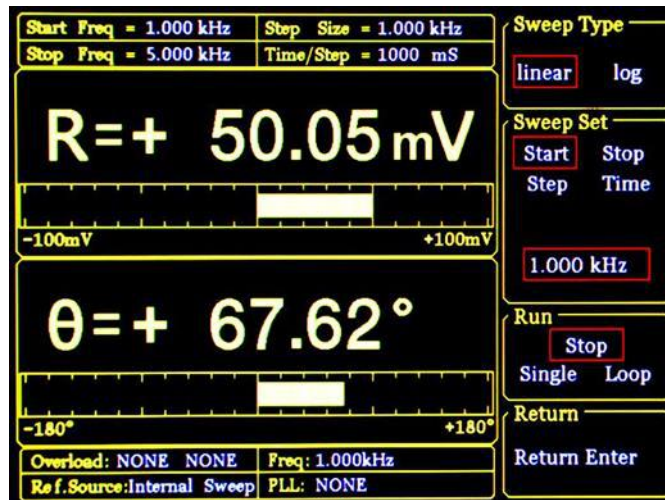 Start Freq = 1.000 kHz
Step Size = 1.000 kHz
Stop Freq = 5.000 kHz
Time/Step = 1000 mS
R=+ 50.05 mV
-100mV
+100mV
θ=+ 67.62°
-180°
+180°
Overload: NONE NONE
Freq: 1.000kHz
Ref.Source:Internal Sweep
PLL: NONE
Sweep Type
linear log
Sweep Set
Start Stop
Step Time
1.000 kHz
Run
Stop
Single Loop
Return
Return Enter